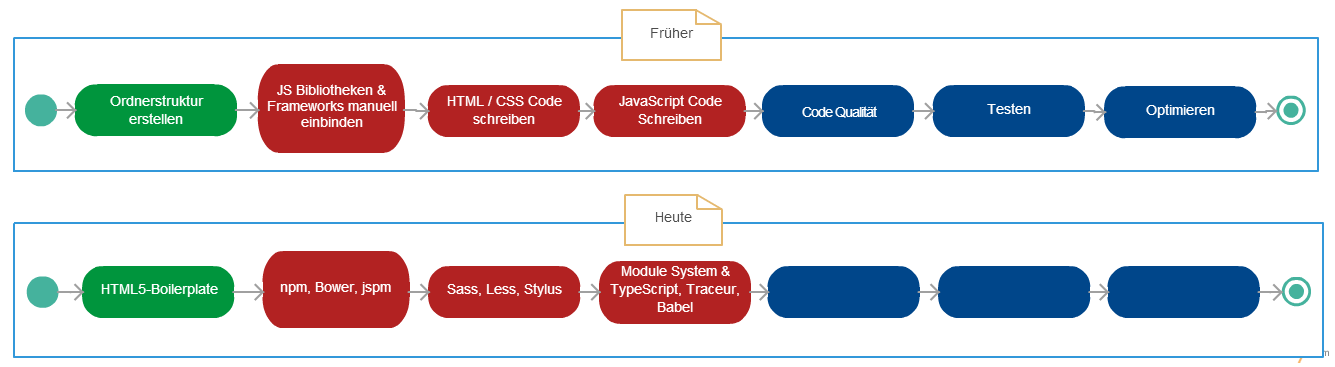 Früher
Ordnerstruktur
erstellen
JS Bibliotheken &
Frameworks manuell
einbinden
HTML / CSS Code
schreiben
JavaScript Code
Schreiben
Code Qualität
Testen
Optimieren
Heute
HTML5-Boilerplate
npm, Bower, jspm
Sass, Less, Stylus
Module System &
TypeScript, Traceur,
Babel